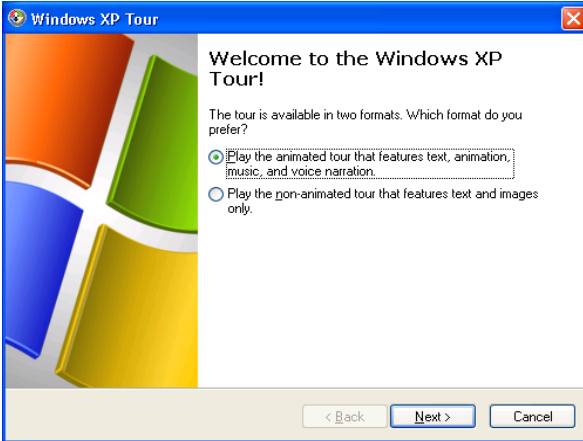 Windows XP Tour
Welcome to the Windows XP
Tour!
The tour is available in two formats. Which format do you
prefer?
Play the animated tour that features text, animation,
music, and voice narration.
Play the non-animated tour that features text and images
only.
< Back
Next >
Cancel